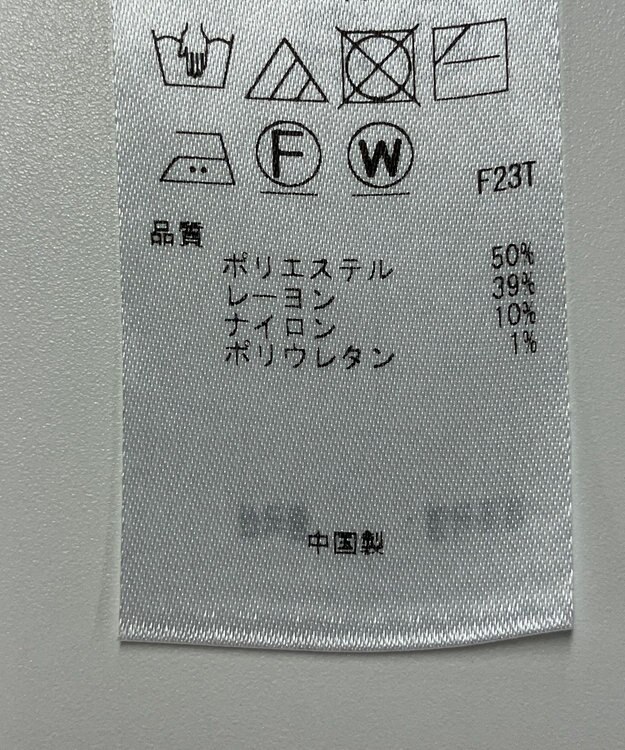 F W
F23T
品質
ポリエステル 50%
レーヨン 39%
ナイロン 10%
ポリウレタン 1%
中国製